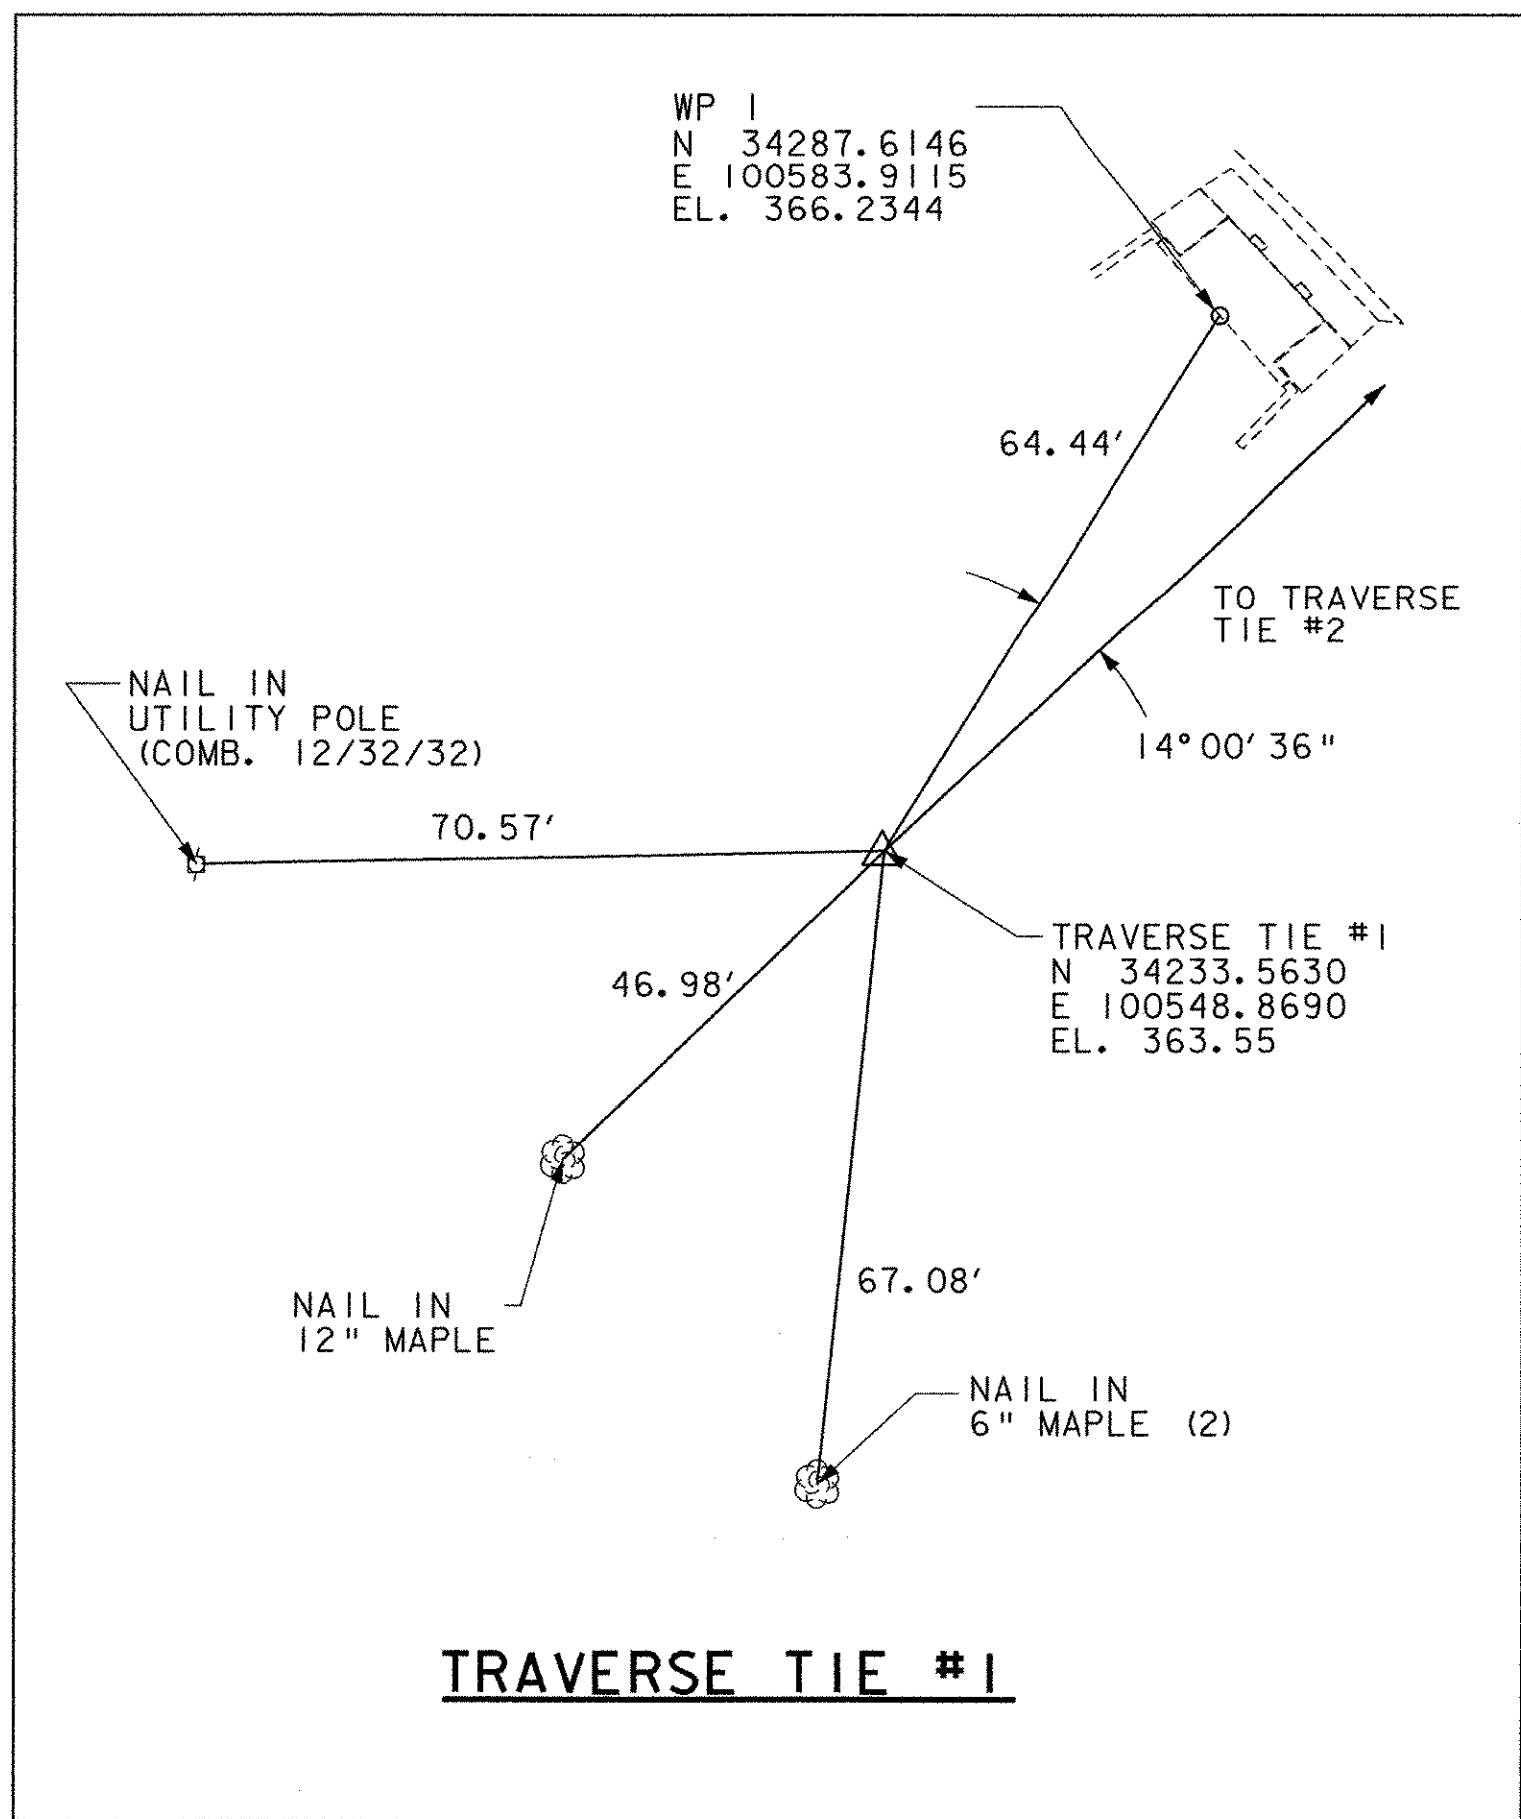 WP 1
N 34287.6146
E 100583.9115
EL. 366.2344
64.44'
TO TRAVERSE
TIE #2
14°00'36"
NAIL IN
UTILITY POLE
(COMB. 12/32/32)
70.57'
TRAVERSE TIE #1
N 34233.5630
E 100548.8690
EL. 363.55
46.98'
67.08'
NAIL IN
12" MAPLE
NAIL IN
6" MAPLE (2)
TRAVERSE TIE #1